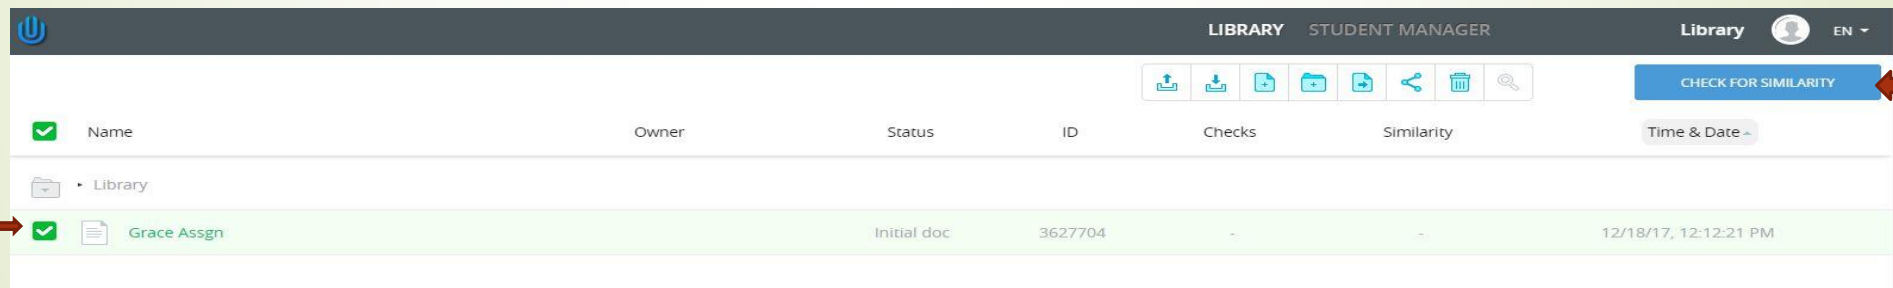 LIBRARY STUDENT MANAGER Library EN
CHECK FOR SIMILARITY
Name Owner Status ID Checks Similarity Time & Date
Library
Grace Assgn Initial doc 3627704 - - 12/18/17, 12:12:21 PM